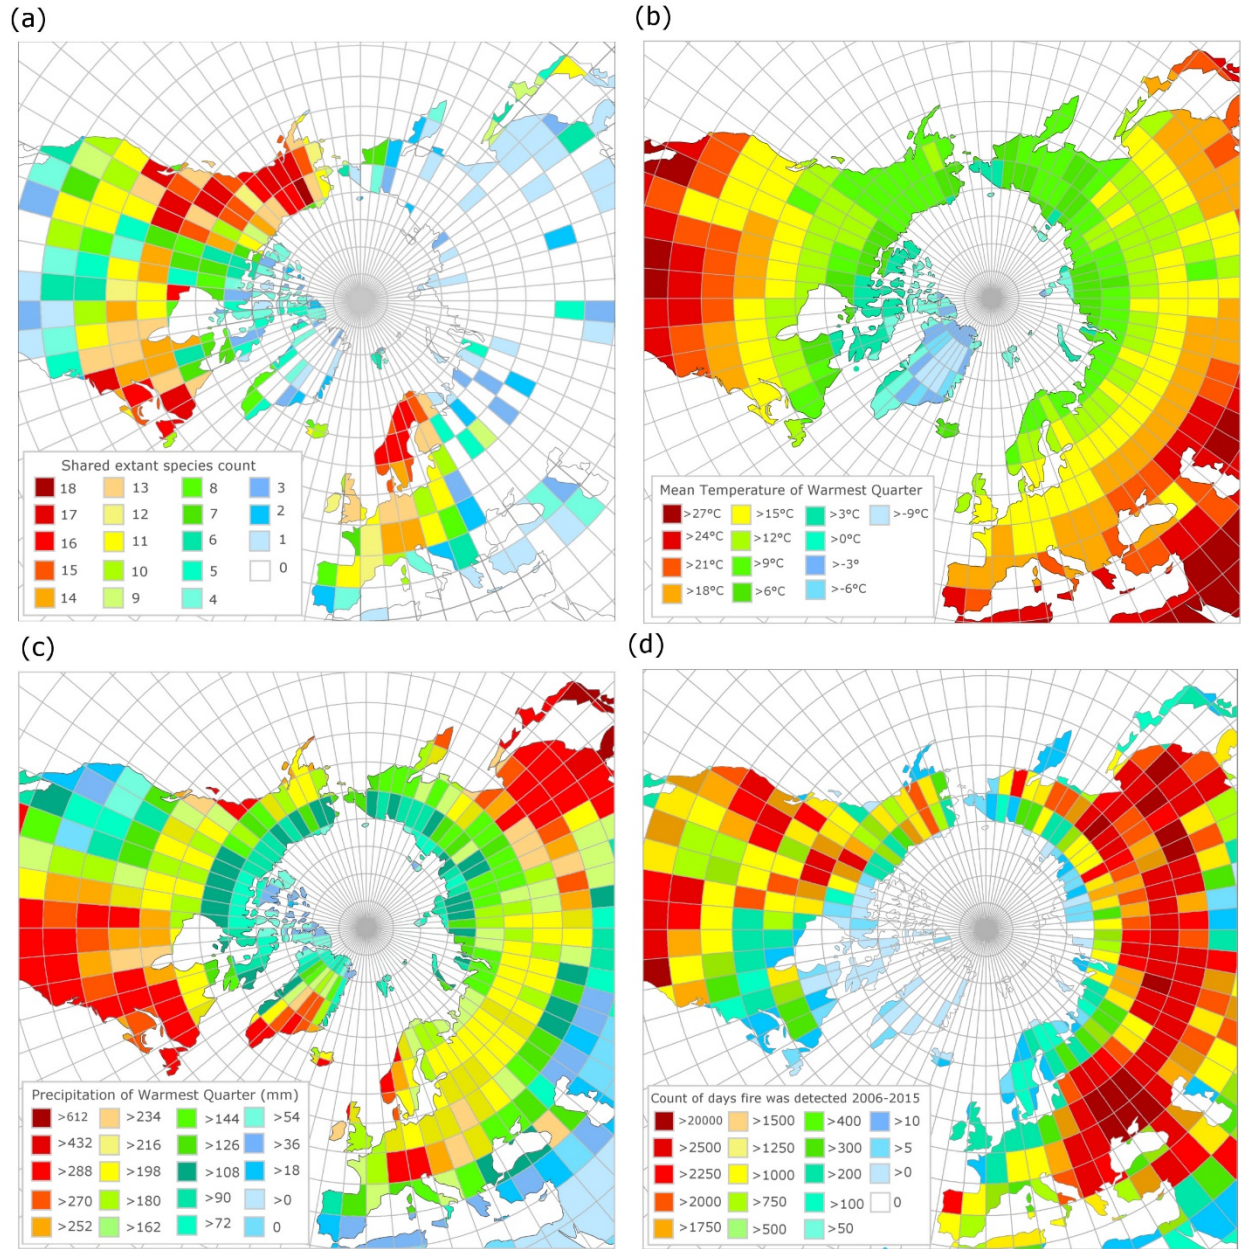 (a)
(b)
Shared extant species count
18 13 8 3
17 12 7 2
16 11 6 1
15 10 5 0
14 9 4
Mean Temperature of Warmest Quarter
>27°C >15°C >3°C >-9°C
>24°C >12°C >0°C
>21°C >9°C >-3°
>18°C >6°C >-6°C
(c)
(d)
Precipitation of Warmest Quarter (mm)
>612 >234 >144 >54
>432 >216 >126 >36
>288 >198 >108 >18
>270 >180 >90 >0
>252 >162 >72 0
Count of days fire was detected 2006-2015
>2000 >1500 >400 >10
>2500 >1250 >300 >5
>2250 >1000 >200 >0
>2000 >750 >100 0
>1750 >500 >50